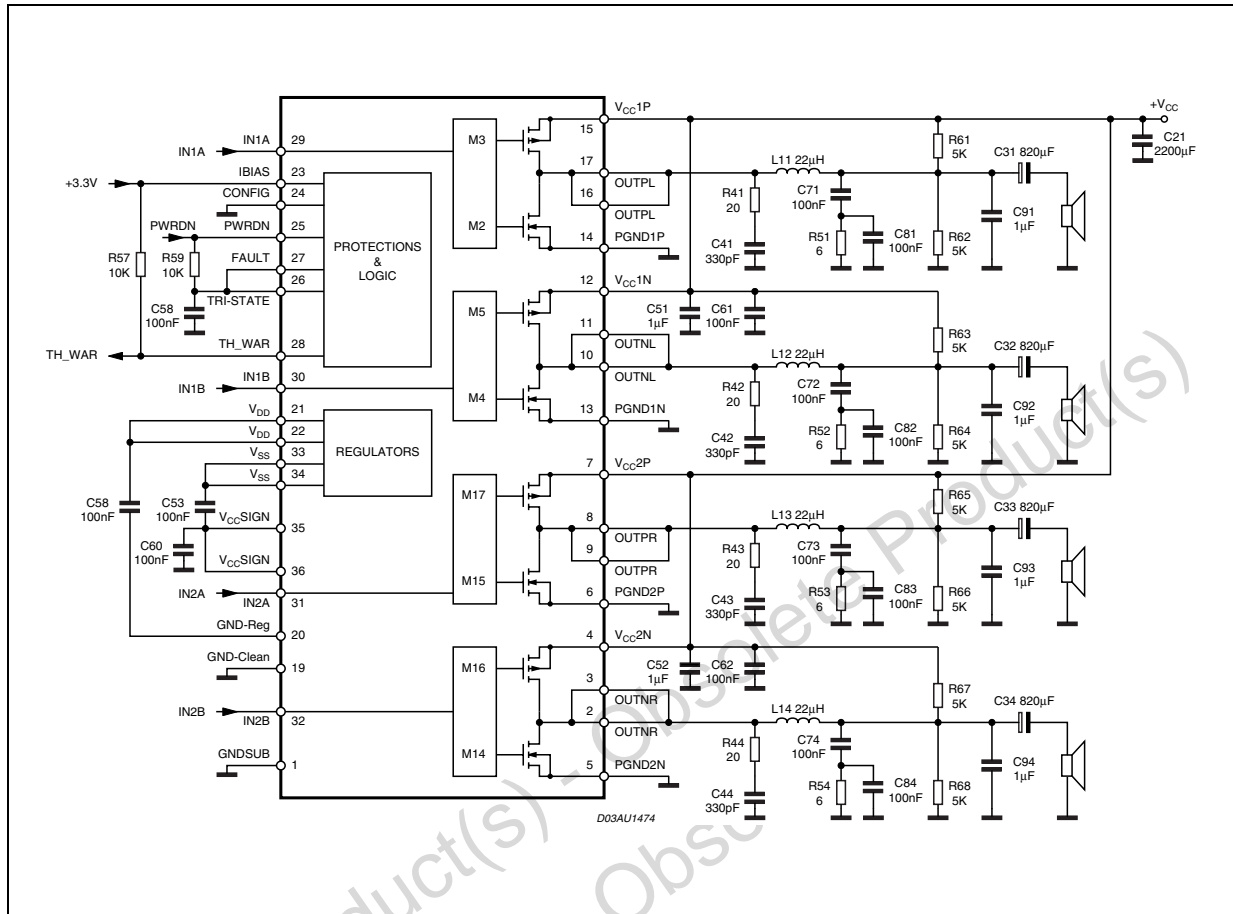 +VCC
VCC1P
15
IN1A
29
IN1A
M3
R61
5K
C31 820µF
C21
2200µF
17
L11 22µH
+3.3V
IBIAS
23
OUTPL
C71
100nF
CONFIG
24
16
OUTPL
R41
20
PWRDN
PWRDN
25
M2
14
PGND1P
C91
1µF
PROTECTIONS
&
LOGIC
R57
10K
R59
10K
FAULT
27
C41
330pF
R51
6
C81
100nF
R62
5K
26
TRI-STATE
12
VCC1N
C58
100nF
M5
C51
1µF
C61
100nF
11
OUTNL
R63
5K
C32 820µF
TH_WAR
TH_WAR
28
10
OUTNL
L12 22µH
IN1B
IN1B
30
M4
R42
20
C72
100nF
C92
1µF
VDD
21
13
PGND1N
VDD
22
REGULATORS
C42
330pF
R52
6
C82
100nF
R64
5K
VSS
33
7
VCC2P
VSS
34
M17
R65
5K
C33 820µF
C58
100nF
C53
100nF
VCCSIGN
35
8
OUTPR
L13 22µH
C73
100nF
C60
100nF
9
OUTPR
R43
20
VCCSIGN
36
M15
6
PGND2P
C93
1µF
IN2A
IN2A
31
C43
330pF
R53
6
C83
100nF
R66
5K
GND-Reg
20
4
VCC2N
GND-Clean
19
M16
C52
1µF
C62
100nF
3
OUTNR
R67
5K
C34 820µF
IN2B
IN2B
32
2
OUTNR
L14 22µH
C74
100nF
M14
R44
20
GNDSUB
1
5
PGND2N
C94
1µF
C44
330pF
R54
6
C84
100nF
R68
5K
D03AU1474
duct(s) - Obsolete Product(s)